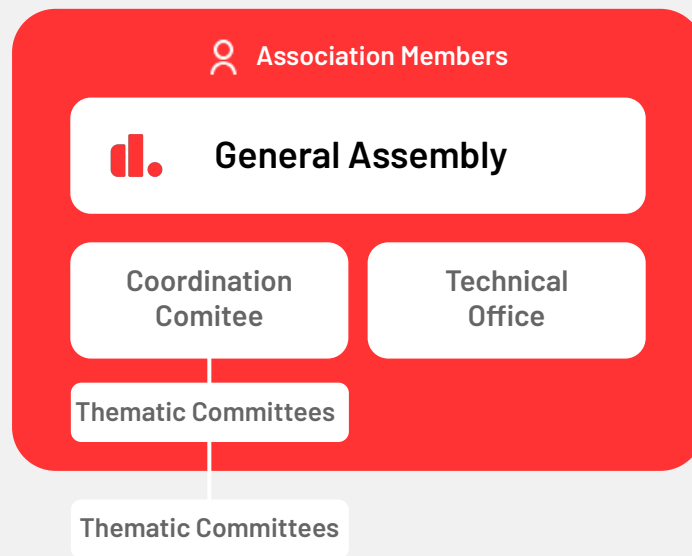 Association Members
General Assembly
Coordination
Comitee
Technical
Office
Thematic Committees
Thematic Committees